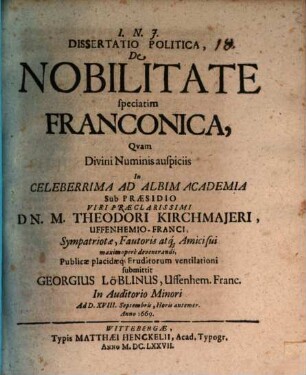 I. N. J.
DISSERTATIO POLITICA,
De
NOBILITATE
speciatim
FRANCONICA,
Qvam
Divini Numinis auspiciis
In
CELEBERRIMA AD ALBIM ACADEMIA
Sub PRÆSIDIO
VIRI PRÆCLARISSIMI
DN. M. THEODORI KIRCHMAJERI,
UFFENHEMIO-FRANCI,
Sympatriotæ, Fautoris atq; Amici sui
maximopere devenerandi,
Publicæ placidæq; Eruditorum ventilationi
submittit
GEORGIUS LöBLINUS, Uffenhem. Franc.
In Auditorio Minori
Ad D. XVIII. Septembris, Horis antemer.
Anno 1669.
WITTEBERGÆ,
Typis MATTHÆI HENCKELII, Acad. Typogr.
Anno M. DC. LXXVII.